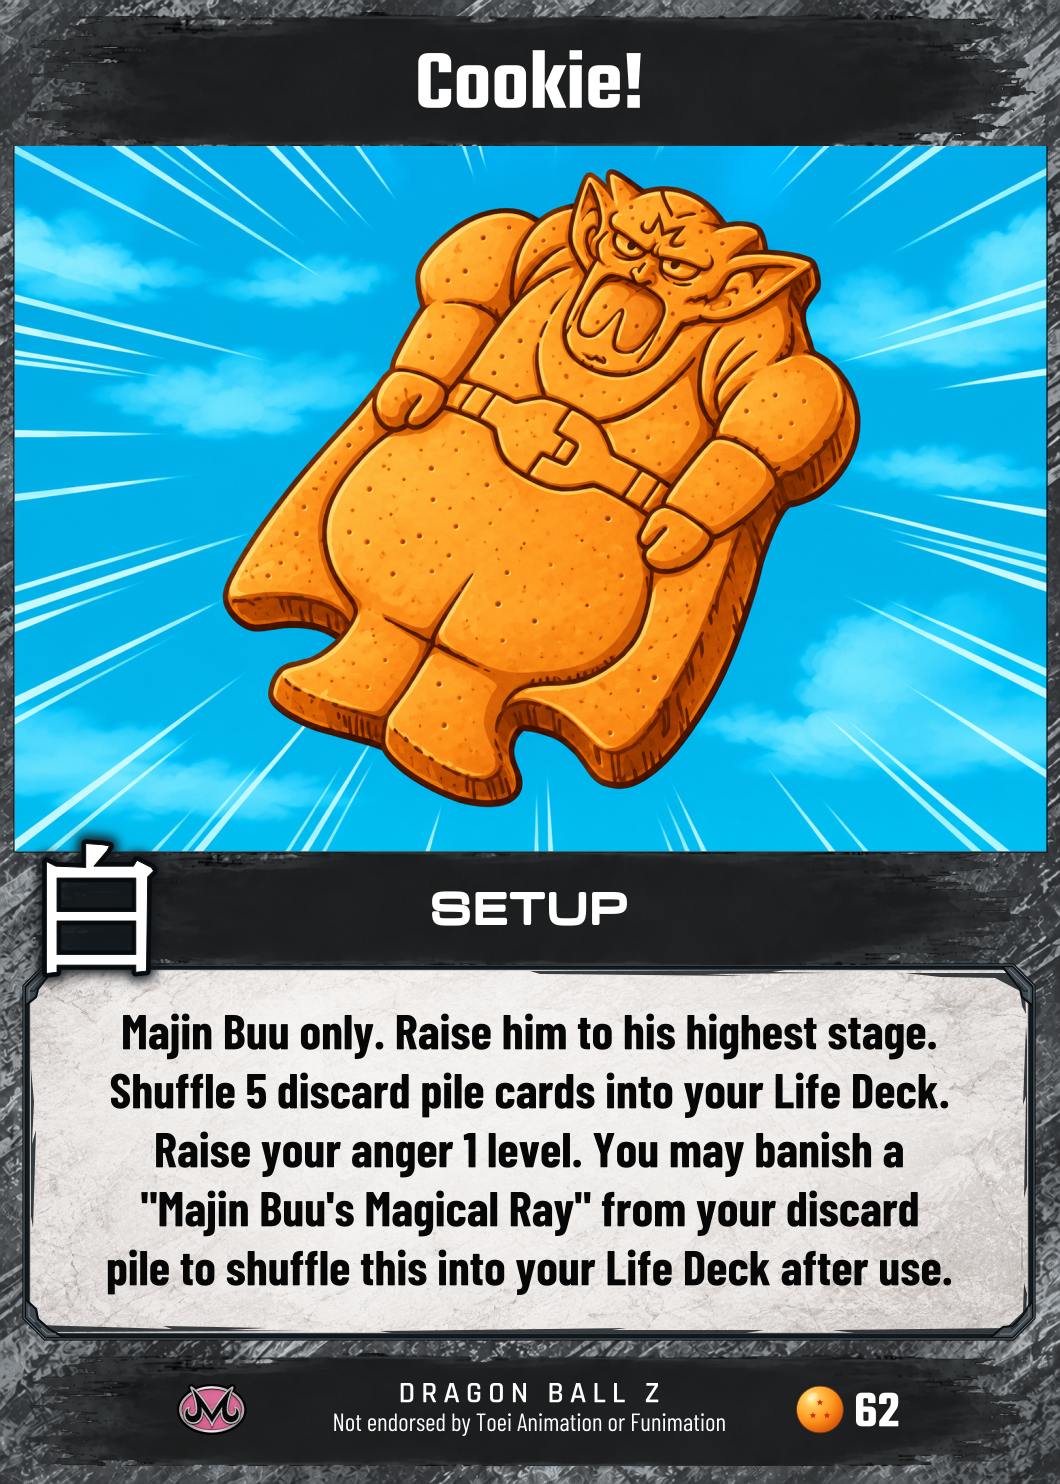 Cookie!
白
SETUP
Majin Buu only. Raise him to his highest stage.
Shuffle 5 discard pile cards into your Life Deck.
Raise your anger 1 level. You may banish a
"Majin Buu's Magical Ray" from your discard
pile to shuffle this into your Life Deck after use.
DRAGON BALL Z
Not endorsed by Toei Animation or Funimation
62